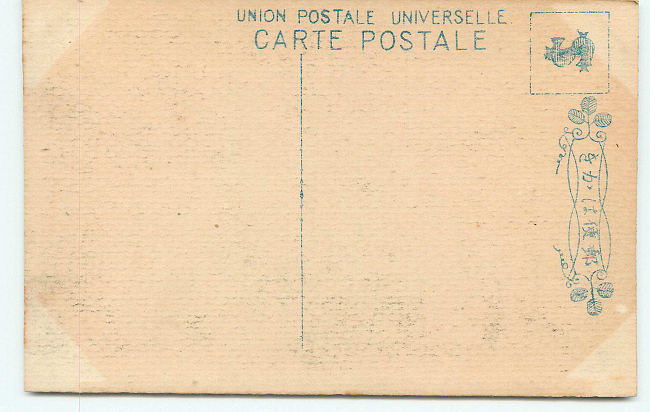 UNION POSTALE UNIVERSELLE.
CARTE POSTALE
郵便はかき